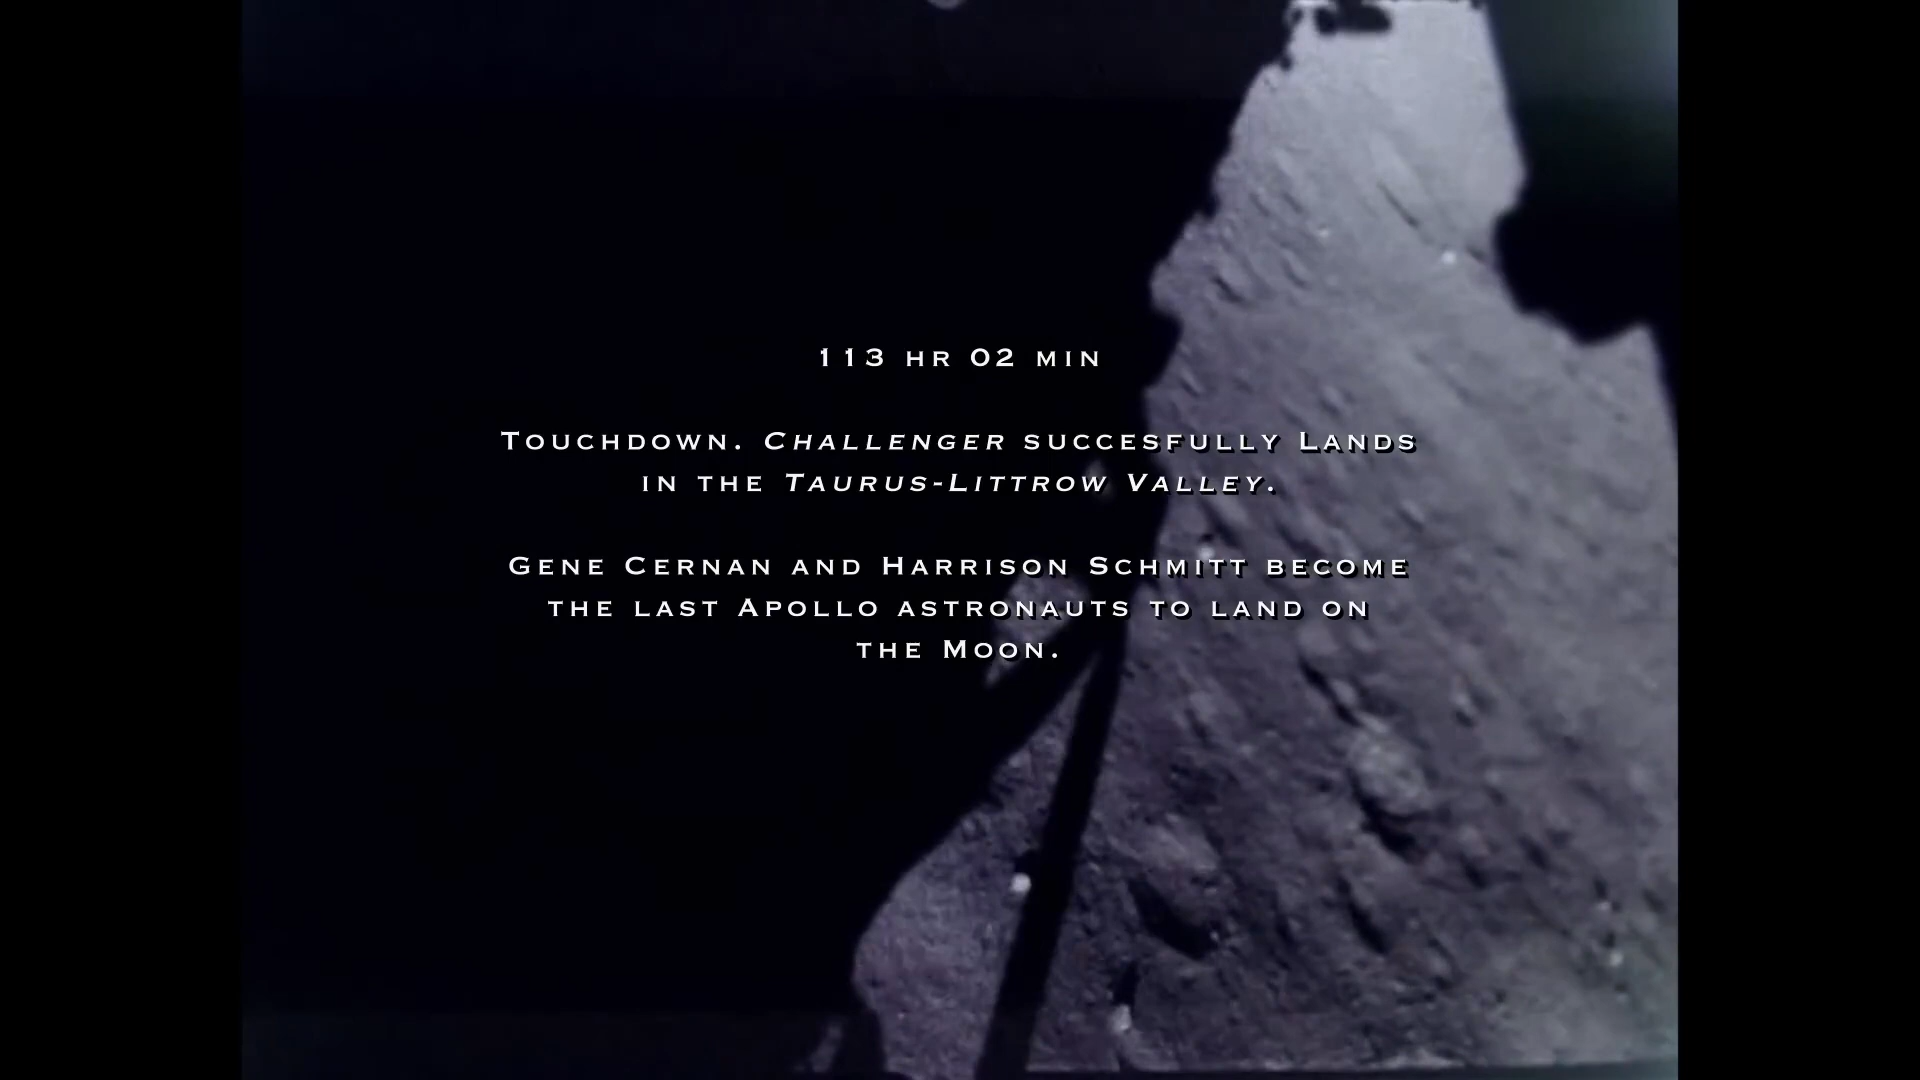 113 HR 02 MIN
TOUCHDOWN. CHALLENGER SUCCESFULLY LANDS
IN THE TAURUS-LITTROW VALLEY.
GENE CERNAN AND HARRISON SCHMITT BECOME
THE LAST APOLLO ASTRONAUTS TO LAND ON
THE MOON.